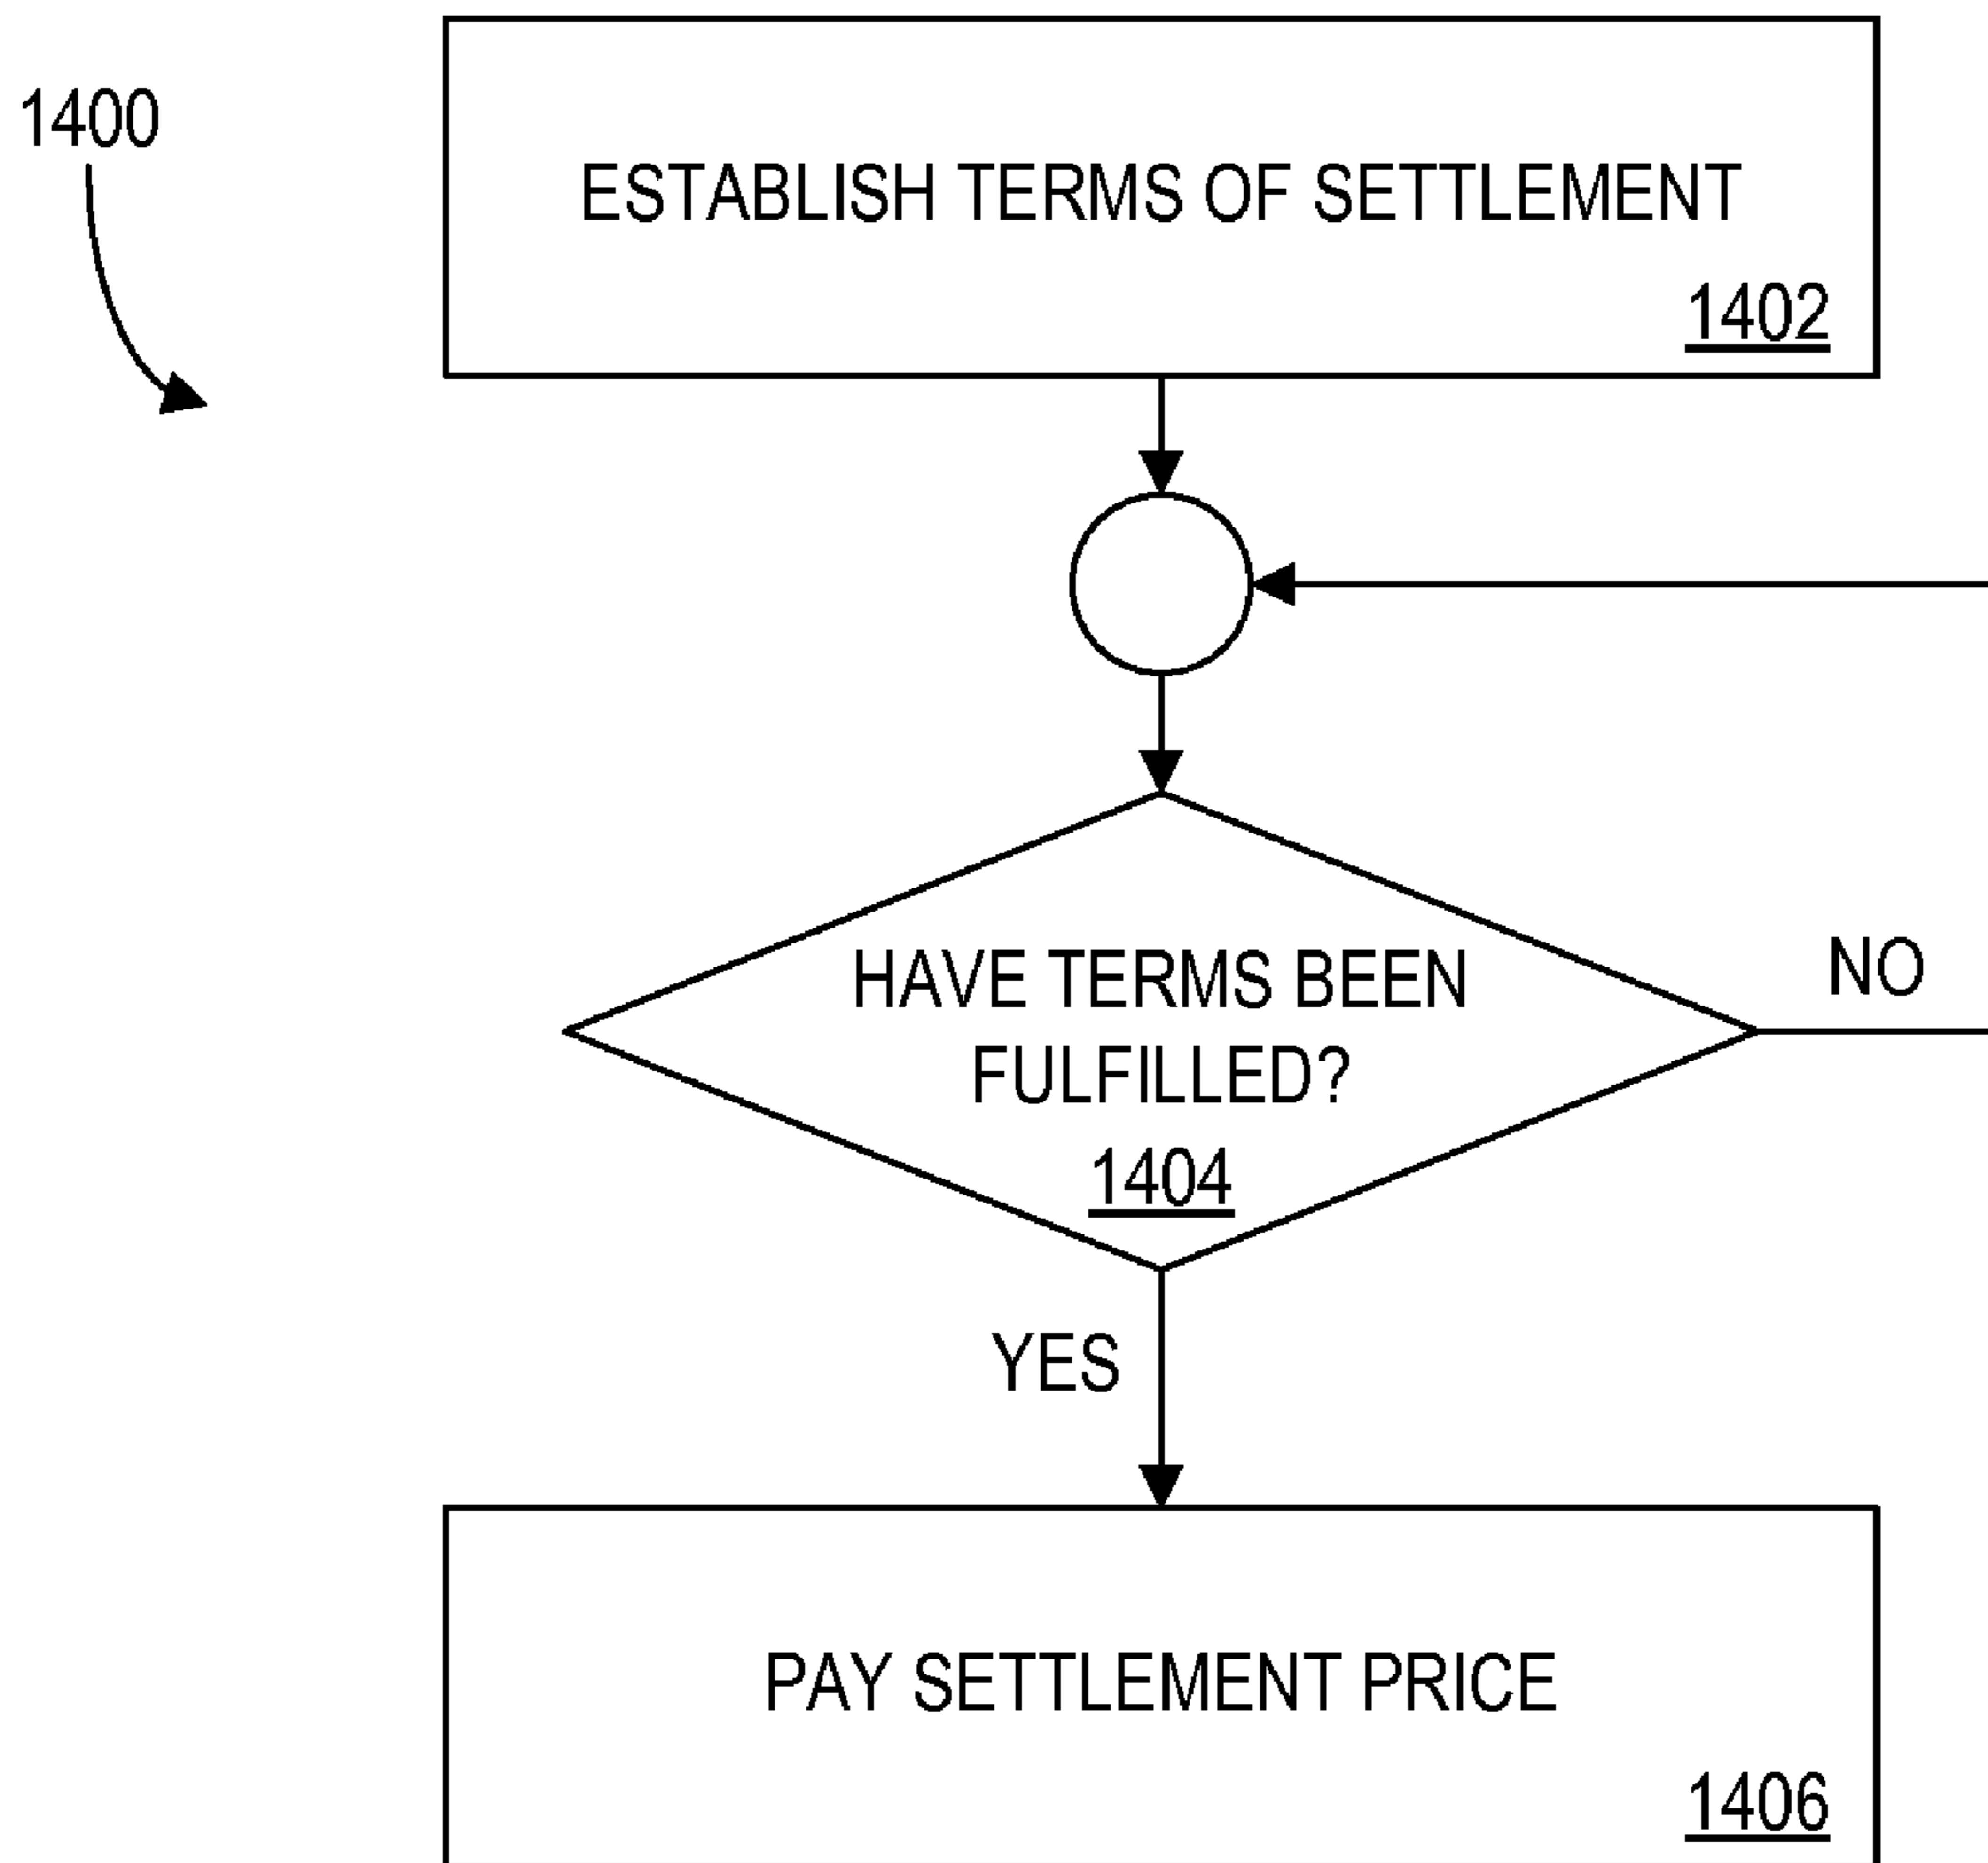 1400
ESTABLISH TERMS OF SETTLEMENT
1402
HAVE TERMS BEEN
FULFILLED?
1404
NO
YES
PAY SETTLEMENT PRICE
1406